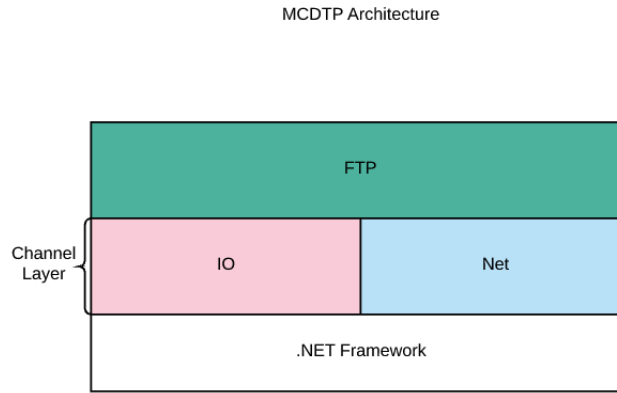 MCDTP Architecture
FTP
Channel
Layer
IO
Net
.NET Framework